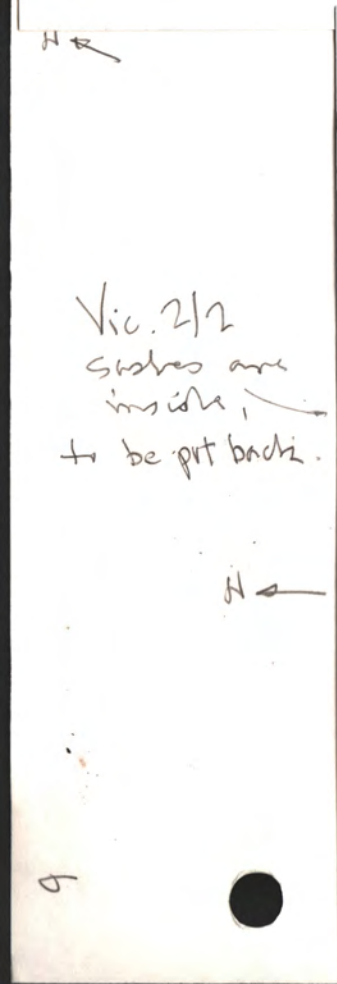 H
Vic. 2/2
sashes are
inside,
to be put back.
H